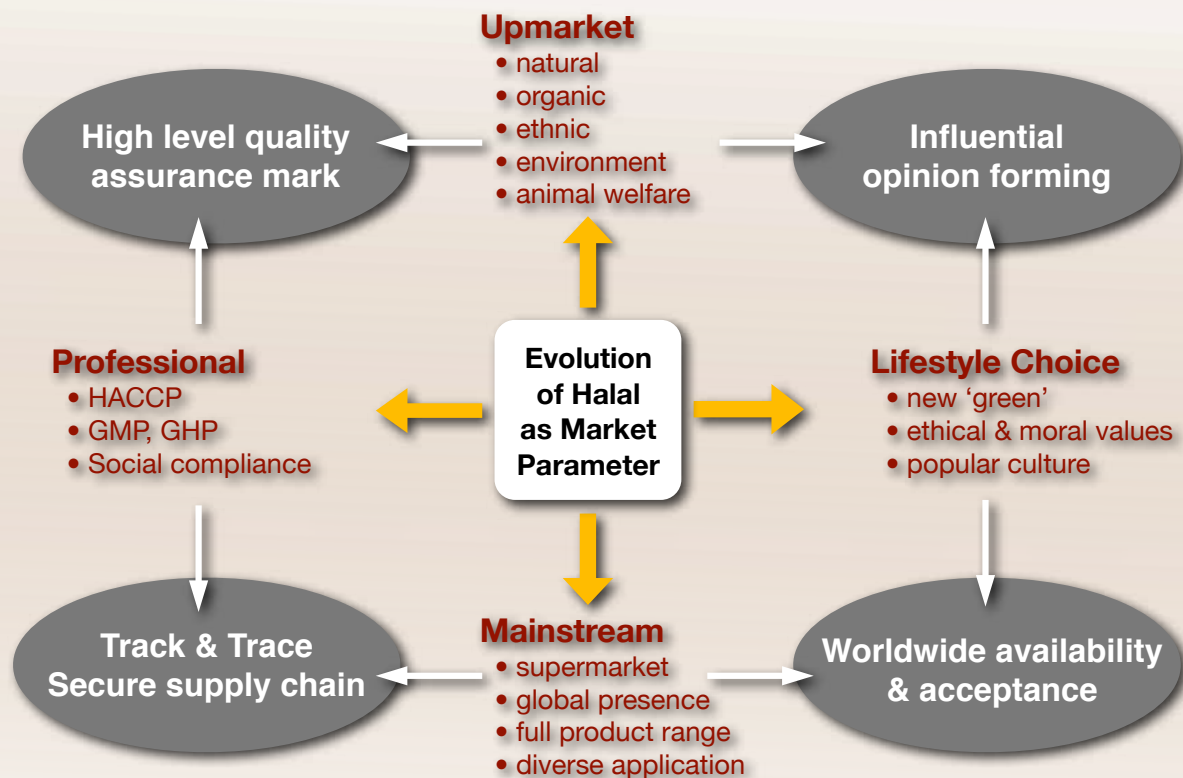 Upmarket
• natural
• organic
• ethnic
• environment
• animal welfare
High level quality
assurance mark
Influential
opinion forming
Professional
• HACCP
• GMP, GHP
• Social compliance
Evolution
of Halal
as Market
Parameter
Lifestyle Choice
• new ‘green’
• ethical & moral values
• popular culture
Track & Trace
Secure supply chain
Mainstream
• supermarket
• global presence
• full product range
• diverse application
Worldwide availability
& acceptance